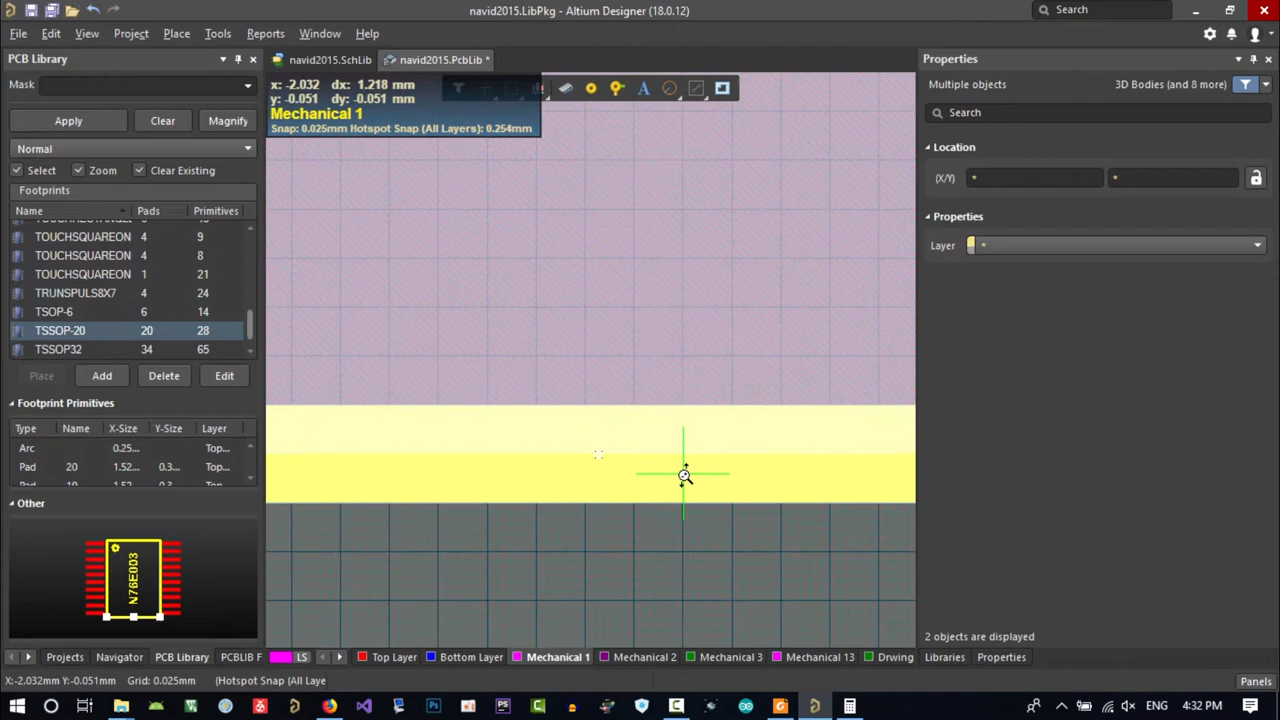 navid2015.LibPkg - Altium Designer (18.0.12)
Search
File Edit View Project Place Tools Reports Window Help
PCB Library
navid2015.SchLib
navid2015.PcbLib *
Properties
Mask
x: -2.032 dx: 1.218 mm
y: -0.051 dy: -0.051 mm
Mechanical 1
Snap: 0.025mm Hotspot Snap (All Layers): 0.254mm
Multiple objects
3D Bodies (and 8 more)
Search
Apply Clear Magnify
Normal
Select Zoom Clear Existing
Location
(X/Y) * *
Footprints
Name Pads Primitives
Properties
Layer *
TOUCHSQUAREON 4 9
TOUCHSQUAREON 4 8
TOUCHSQUAREON 1 21
TRUNSPULS8X7 4 24
TSOP-6 6 14
TSSOP-20 20 28
TSSOP32 34 65
Place Add Delete Edit
Footprint Primitives
Type Name X-Size Y-Size Layer
Arc 0.25... Top...
Pad 20 1.52... 0.3... Top...
Other
N76E003
2 objects are displayed
Projects Navigator PCB Library PCBLIB F
LS Top Layer Bottom Layer Mechanical 1 Mechanical 2 Mechanical 3 Mechanical 13 Drwing
Libraries Properties
X:-2.032mm Y:-0.051mm Grid: 0.025mm (Hotspot Snap (All Laye
Panels
ENG 4:32 PM